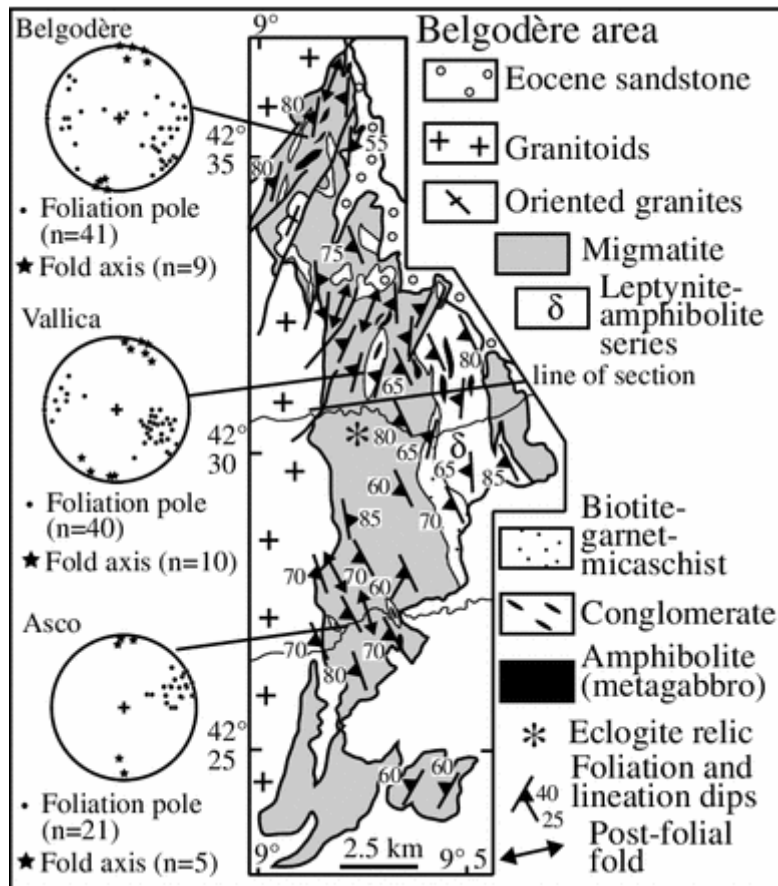 Belgodère
• Foliation pole
(n=41)
★ Fold axis (n=9)
Vallica
• Foliation pole
(n=40)
★ Fold axis (n=10)
Asco
• Foliation pole
(n=21)
★ Fold axis (n=5)
9°
42°
35
42°
30
42°
25
9°
2.5 km
9°.5
80
55
80
75
80
65
line of section
80
65
δ
65
85
60
70
85
70
70
60
70
70
80
60
60
Belgodère area
Eocene sandstone
Granitoids
Oriented granites
Migmatite
δ
Leptynite-
amphibolite
series
Biotite-
garnet-
micaschist
Conglomerate
Amphibolite
(metagabbro)
Eclogite relic
Foliation and
40
25
lineation dips
Post-folial
fold